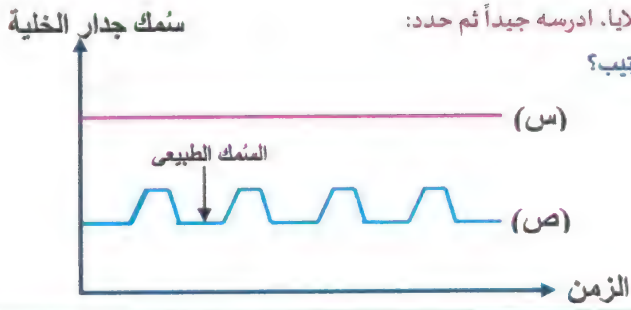 سُمك جدار الخلية
لايا. ادرسه جيداً ثم حدد:
تيب؟
(س)
السُمك الطبيعى
(ص)
الزمن